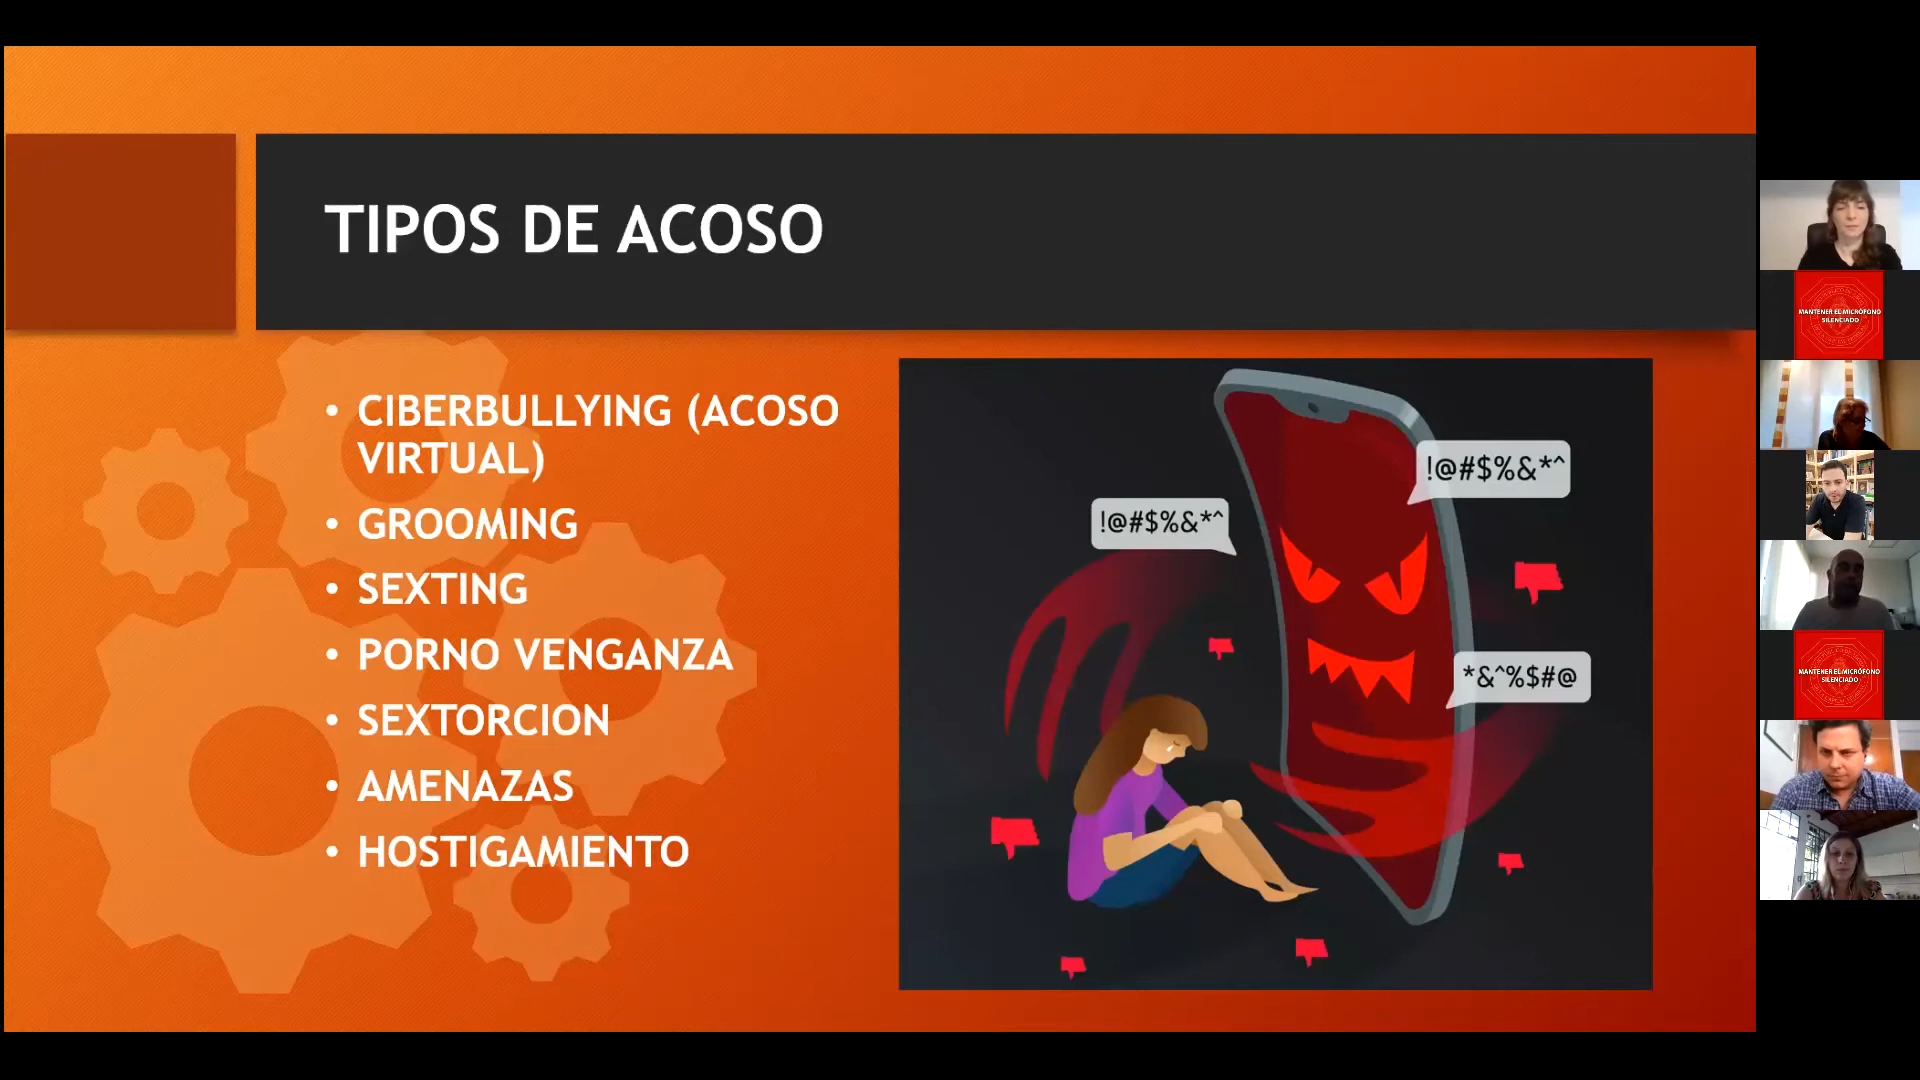 TIPOS DE ACOSO
• CIBERBULLYING (ACOSO
VIRTUAL)
• GROOMING
• SEXTING
• PORNO VENGANZA
• SEXTORCION
• AMENAZAS
• HOSTIGAMIENTO
!@#$%&*^
!@#$%&*^
*&^%$#@
MANTENER EL MICRÓFONO
SILENCIADO
MANTENER EL MICRÓFONO
SILENCIADO